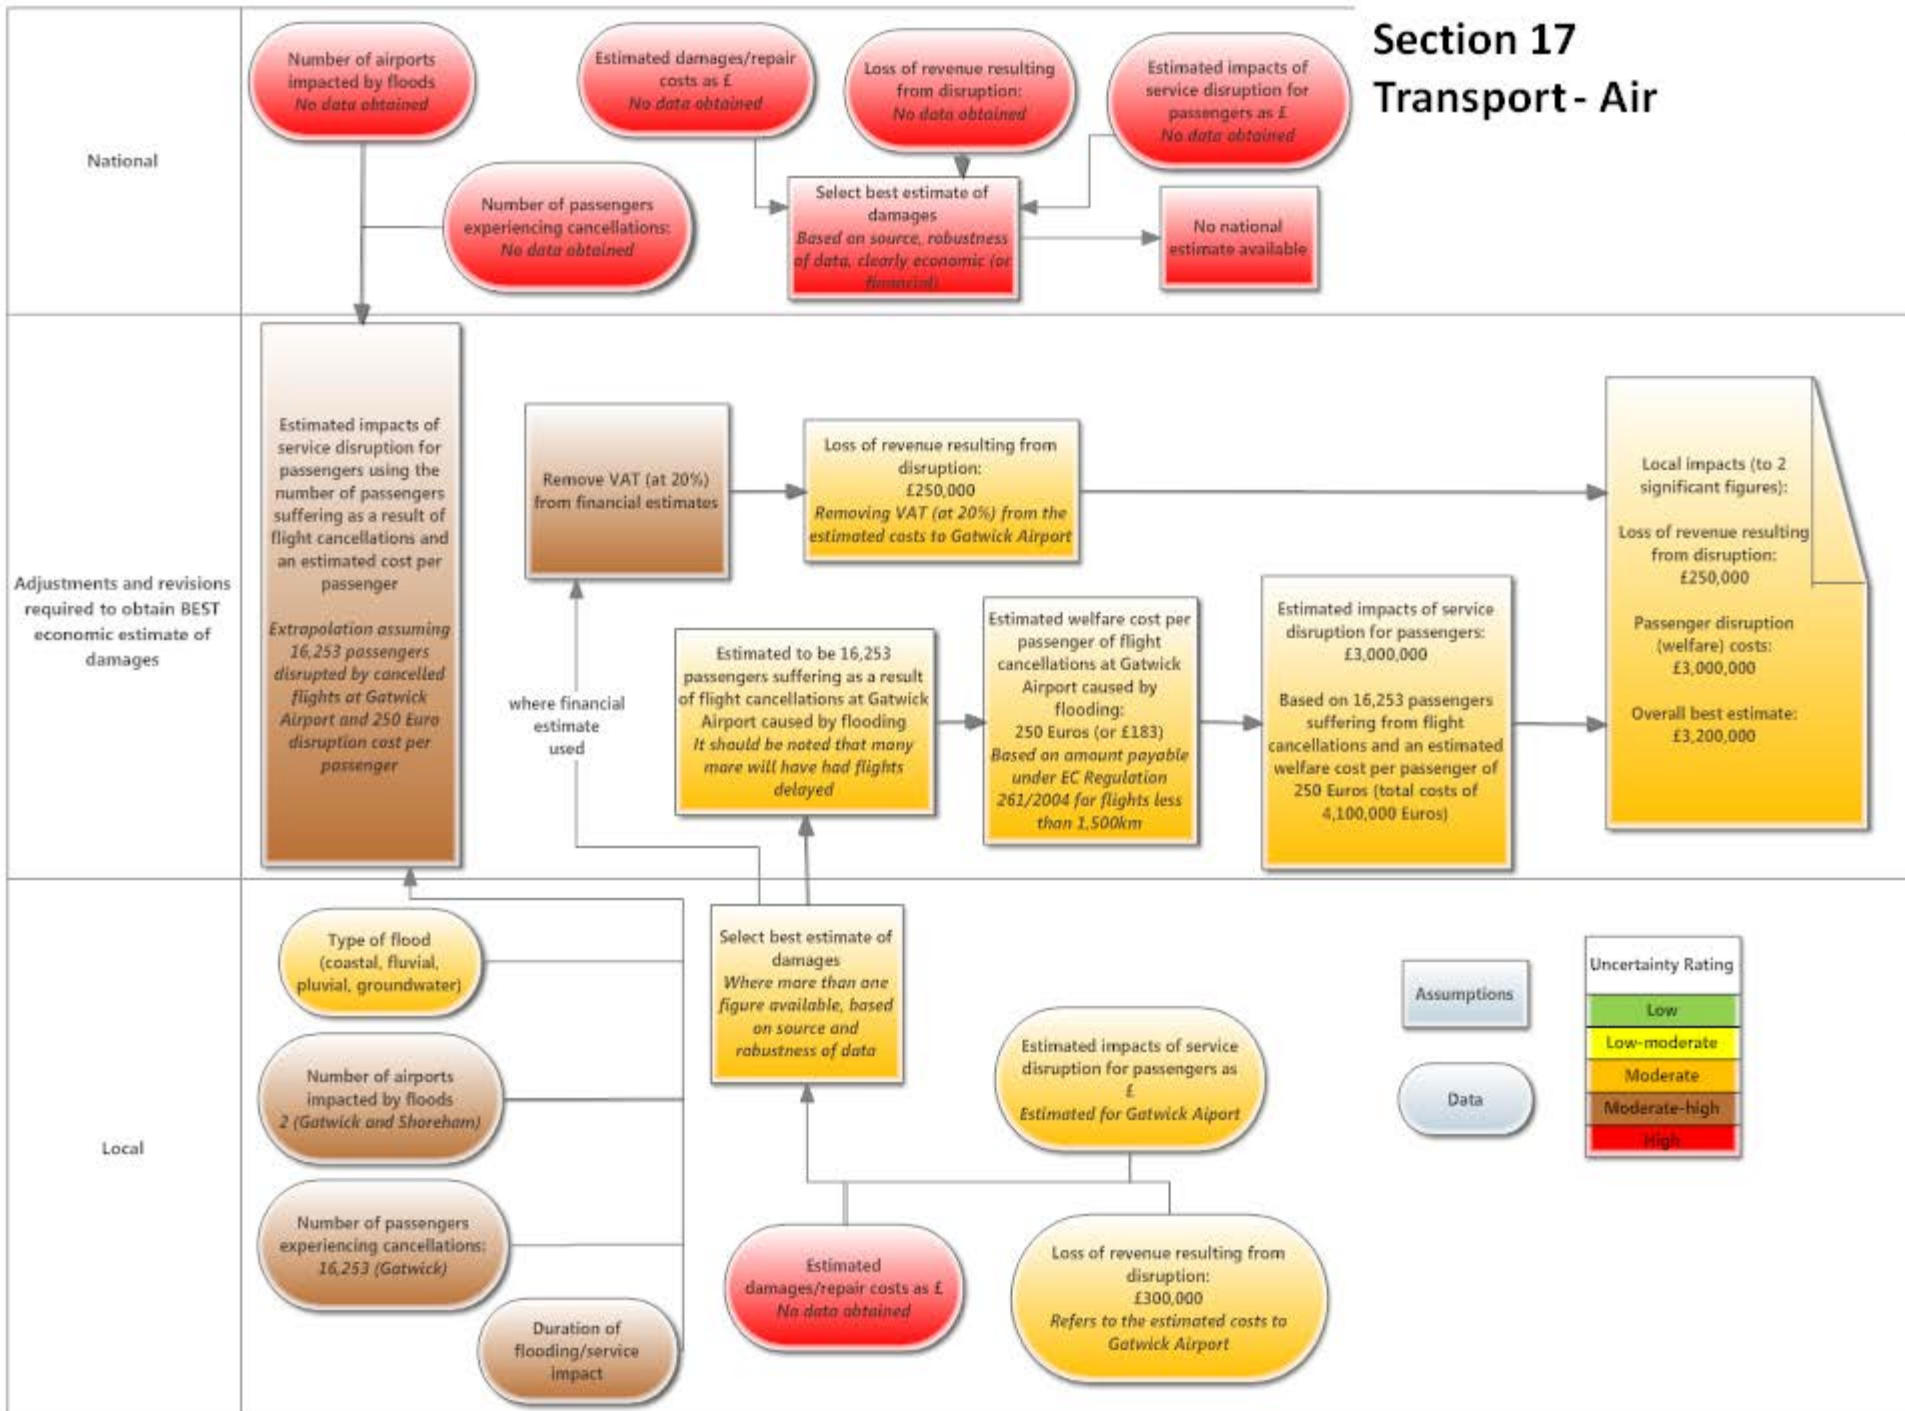 Section 17
Transport - Air
National
Number of airports
impacted by floods
No data obtained
Estimated damages/repair
costs as £
No data obtained
Loss of revenue resulting
from disruption:
No data obtained
Estimated impacts of
service disruption for
passengers as £
No data obtained
Number of passengers
experiencing cancellations:
No data obtained
Select best estimate of
damages
Based on source, robustness
of data, clearly economic (or
financial)
No national
estimate available
Adjustments and revisions
required to obtain BEST
economic estimate of
damages
Estimated impacts of
service disruption for
passengers using the
number of passengers
suffering as a result of
flight cancellations and
an estimated cost per
passenger
Extrapolation assuming
16,253 passengers
disrupted by cancelled
flights at Gatwick
Airport and 250 Euro
disruption cost per
passenger
Remove VAT (at 20%)
from financial estimates
Loss of revenue resulting from
disruption:
£250,000
Removing VAT (at 20%) from the
estimated costs to Gatwick Airport
where financial
estimate
used
Estimated to be 16,253
passengers suffering as a result
of flight cancellations at Gatwick
Airport caused by flooding
It should be noted that many
more will have had flights
delayed
Estimated welfare cost per
passenger of flight
cancellations at Gatwick
Airport caused by
flooding:
250 Euros (or £183)
Based on amount payable
under EC Regulation
261/2004 for flights less
than 1,500km
Estimated impacts of service
disruption for passengers:
£3,000,000
Based on 16,253 passengers
suffering from flight
cancellations and an estimated
welfare cost per passenger of
250 Euros (total costs of
4,100,000 Euros)
Local impacts (to 2
significant figures):
Loss of revenue resulting
from disruption:
£250,000
Passenger disruption
(welfare) costs:
£3,000,000
Overall best estimate:
£3,200,000
Local
Type of flood
(coastal, fluvial,
pluvial, groundwater)
Number of airports
impacted by floods
2 (Gatwick and Shoreham)
Number of passengers
experiencing cancellations:
16,253 (Gatwick)
Duration of
flooding/service
impact
Select best estimate of
damages
Where more than one
figure available, based
on source and
robustness of data
Estimated impacts of service
disruption for passengers as
£
Estimated for Gatwick Aiport
Estimated
damages/repair costs as £
No data obtained
Loss of revenue resulting from
disruption:
£300,000
Refers to the estimated costs to
Gatwick Airport
Assumptions
Data
Uncertainty Rating
Low
Low-moderate
Moderate
Moderate-high
High